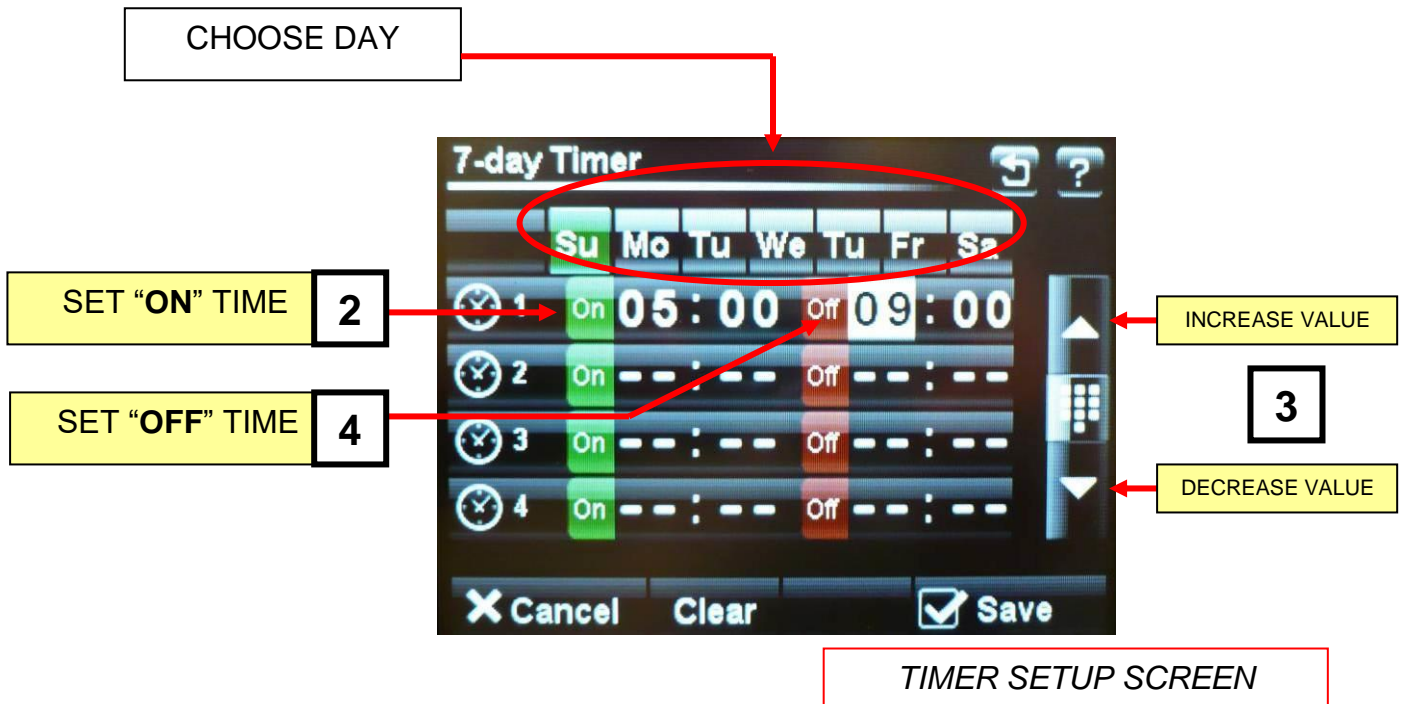 CHOOSE DAY
7-day Timer ?
Su Mo Tu We Tu Fr Sa
SET “ON” TIME 2
1 On 05:00 Off 09:00
INCREASE VALUE
2 On --:-- Off --:--
3
SET “OFF” TIME 4
3 On --:-- Off --:--
DECREASE VALUE
4 On --:-- Off --:--
Cancel Clear Save
TIMER SETUP SCREEN